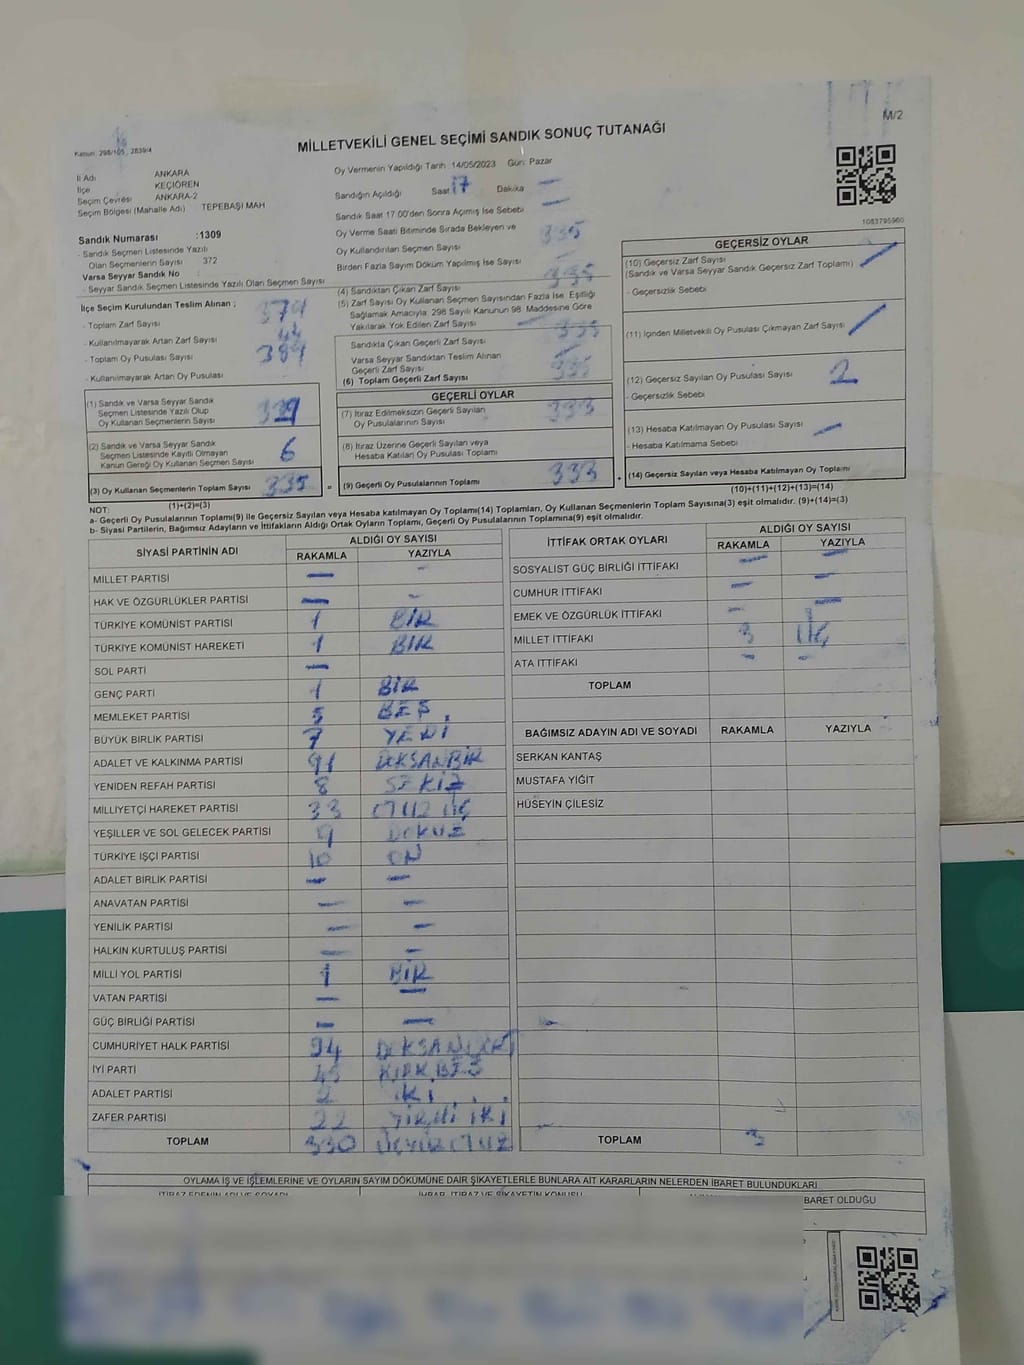 M/2
Kanun: 298/105, 2839/4
MİLLETVEKİLİ GENEL SEÇİMİ SANDIK SONUÇ TUTANAĞI
İl Adı ANKARA
İlçe KEÇİÖREN
Seçim Çevresi ANKARA-2
Seçim Bölgesi (Mahalle Adı) TEPEBAŞI MAH
Sandık Numarası :1309
- Sandık Seçmen Listesinde Yazılı
Olan Seçmenlerin Sayısı : 372
Varsa Seyyar Sandık No :
- Seyyar Sandık Seçmen Listesinde Yazılı Olan Seçmen Sayısı
İlçe Seçim Kurulundan Teslim Alınan ;
- Toplam Zarf Sayısı
- Kullanılmayarak Artan Zarf Sayısı
- Toplam Oy Pusulası Sayısı
- Kullanılmayarak Artan Oy Pusulası
(1) Sandık ve Varsa Seyyar Sandık
Seçmen Listesinde Yazılı Olup
Oy Kullanan Seçmenlerin Sayısı
(2) Sandık ve Varsa Seyyar Sandık
Seçmen Listesinde Kayıtlı Olmayan
Kanun Gereği Oy Kullanan Seçmen Sayısı 6
(3) Oy Kullanan Seçmenlerin Toplam Sayısı 335 =
(1)+(2)=(3)
Oy Vermenin Yapıldığı Tarih 14/05/2023 Gün: Pazar
Sandığın Açıldığı Saat 17 Dakika —
Sandık Saat 17.00'den Sonra Açılmış İse Sebebi —
Oy Verme Saati Bitiminde Sırada Bekleyen ve
Oy Kullandırılan Seçmen Sayısı 335
Birden Fazla Sayım Döküm Yapılmış İse Sayısı
(4) Sandıktan Çıkan Zarf Sayısı 335
(5) Zarf Sayısı Oy Kullanan Seçmen Sayısından Fazla İse, Eşitliği
Sağlamak Amacıyla, 298 Sayılı Kanunun 98. Maddesine Göre
Yakılarak Yok Edilen Zarf Sayısı —
Sandıkta Çıkan Geçerli Zarf Sayısı 335
Varsa Seyyar Sandıktan Teslim Alınan
Geçerli Zarf Sayısı —
(6) Toplam Geçerli Zarf Sayısı 335
GEÇERLİ OYLAR
(7) İtiraz Edilmeksizin Geçerli Sayılan
Oy Pusulalarının Sayısı 333
(8) İtiraz Üzerine Geçerli Sayılan veya
Hesaba Katılan Oy Pusulası Toplamı
(9) Geçerli Oy Pusulalarının Toplamı 333 +
1083795960
GEÇERSİZ OYLAR
(10) Geçersiz Zarf Sayısı
(Sandık ve Varsa Seyyar Sandık Geçersiz Zarf Toplamı)
- Geçersizlik Sebebi
(11) İçinden Milletvekili Oy Pusulası Çıkmayan Zarf Sayısı
(12) Geçersiz Sayılan Oy Pusulası Sayısı 2
- Geçersizlik Sebebi
(13) Hesaba Katılmayan Oy Pusulası Sayısı —
- Hesaba Katılmama Sebebi
(14) Geçersiz Sayılan veya Hesaba Katılmayan Oy Toplamı
(10)+(11)+(12)+(13)=(14)
NOT:
a- Geçerli Oy Pusulalarının Toplamı(9) ile Geçersiz Sayılan veya Hesaba Katılmayan Oy Toplamı(14) Toplamları, Oy Kullanan Seçmenlerin Toplam Sayısına(3) eşit olmalıdır. (9)+(14)=(3)
b- Siyasi Partilerin, Bağımsız Adayların ve İttifakların Aldığı Ortak Oyların Toplamı, Geçerli Oy Pusulalarının Toplamına(9) eşit olmalıdır.
SİYASİ PARTİNİN ADI ALDIĞI OY SAYISI
RAKAMLA YAZIYLA
MİLLET PARTİSİ — -
HAK VE ÖZGÜRLÜKLER PARTİSİ — -
TÜRKİYE KOMÜNİST PARTİSİ 1 BİR
TÜRKİYE KOMÜNİST HAREKETİ 1 BİR
SOL PARTİ —
GENÇ PARTİ 1 BİR
MEMLEKET PARTİSİ 5 BEŞ
BÜYÜK BİRLİK PARTİSİ 7 YEDİ
ADALET VE KALKINMA PARTİSİ 91 DOKSANBİR
YENİDEN REFAH PARTİSİ 8 SEKİZ
MİLLİYETÇİ HAREKET PARTİSİ 33 OTUZ ÜÇ
YEŞİLLER VE SOL GELECEK PARTİSİ 9 DOKUZ
TÜRKİYE İŞÇİ PARTİSİ 10 ON
ADALET BİRLİK PARTİSİ — —
ANAVATAN PARTİSİ — —
YENİLİK PARTİSİ — —
HALKIN KURTULUŞ PARTİSİ — —
MİLLİ YOL PARTİSİ 1 BİR
VATAN PARTİSİ — —
GÜÇ BİRLİĞİ PARTİSİ — —
CUMHURİYET HALK PARTİSİ 94 DOKSANDÖRT
İYİ PARTİ 45 KIRK BEŞ
ADALET PARTİSİ 2 İKİ
ZAFER PARTİSİ 22 YİRMİ İKİ
TOPLAM 330 ÜÇYÜZ OTUZ
İTTİFAK ORTAK OYLARI ALDIĞI OY SAYISI
RAKAMLA YAZIYLA
SOSYALİST GÜÇ BİRLİĞİ İTTİFAKI — —
CUMHUR İTTİFAKI — —
EMEK VE ÖZGÜRLÜK İTTİFAKI — —
MİLLET İTTİFAKI 3 ÜÇ
ATA İTTİFAKI — —
TOPLAM
BAĞIMSIZ ADAYIN ADI VE SOYADI RAKAMLA YAZIYLA
SERKAN KANTAŞ
MUSTAFA YİĞİT
HÜSEYİN ÇİLESİZ
TOPLAM 3
OYLAMA İŞ VE İŞLEMLERİNE VE OYLARIN SAYIM DÖKÜMÜNE DAİR ŞİKAYETLERLE BUNLARA AİT KARARLARIN NELERDEN İBARET BULUNDUKLARI
İTİRAZ EDENİN ADI VE SOYADI İHBAR, İTİRAZ VE ŞİKAYETİN KONUSU
BARET OLDUĞU